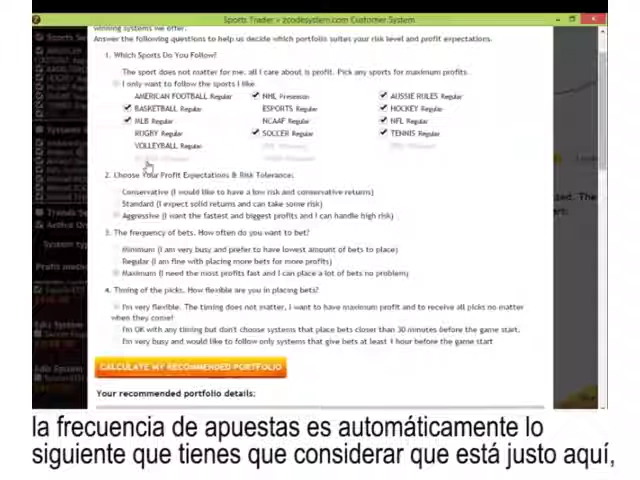 Sports Trader > zcodesystem.com Customer System
winning systems we offer.
Answer the following questions to help us decide which portfolio suites your risk level and profit expectations.
1. Which Sports Do You Follow?
The sport does not matter for me, all I care about is profit. Pick any sports for maximum profits.
I only want to follow the sports I like
AMERICAN FOOTBALL Regular NHL Preseason AUSSIE RULES Regular
BASKETBALL Regular ESPORTS Regular HOCKEY Regular
MLB Regular NCAAF Regular NFL Regular
RUGBY Regular SOCCER Regular TENNIS Regular
VOLLEYBALL Regular
2. Choose Your Profit Expectations & Risk Tolerance:
Conservative (I would like to have a low risk and conservative returns)
Standard (I expect solid returns and can take some risk)
Aggressive (I want the fastest and biggest profits and I can handle high risk)
3. The frequency of bets. How often do you want to bet?
Minimum (I am very busy and prefer to have lowest amount of bets to place)
Regular (I am fine with placing more bets for more profits)
Maximum (I need the most profits fast and I can place a lot of bets no problem)
4. Timing of the picks. How flexible are you in placing bets?
I'm very flexible. The timing does not matter, I want to have maximum profit and to receive all picks no matter
when they come!
I'm OK with any timing but don't choose systems that place bets closer than 30 minutes before the game start.
I'm very busy and would like to follow only systems that give bets at least 1 hour before the game start
CALCULATE MY RECOMMENDED PORTFOLIO
Your recommended portfolio details:
la frecuencia de apuestas es automáticamente lo
siguiente que tienes que considerar que está justo aquí,